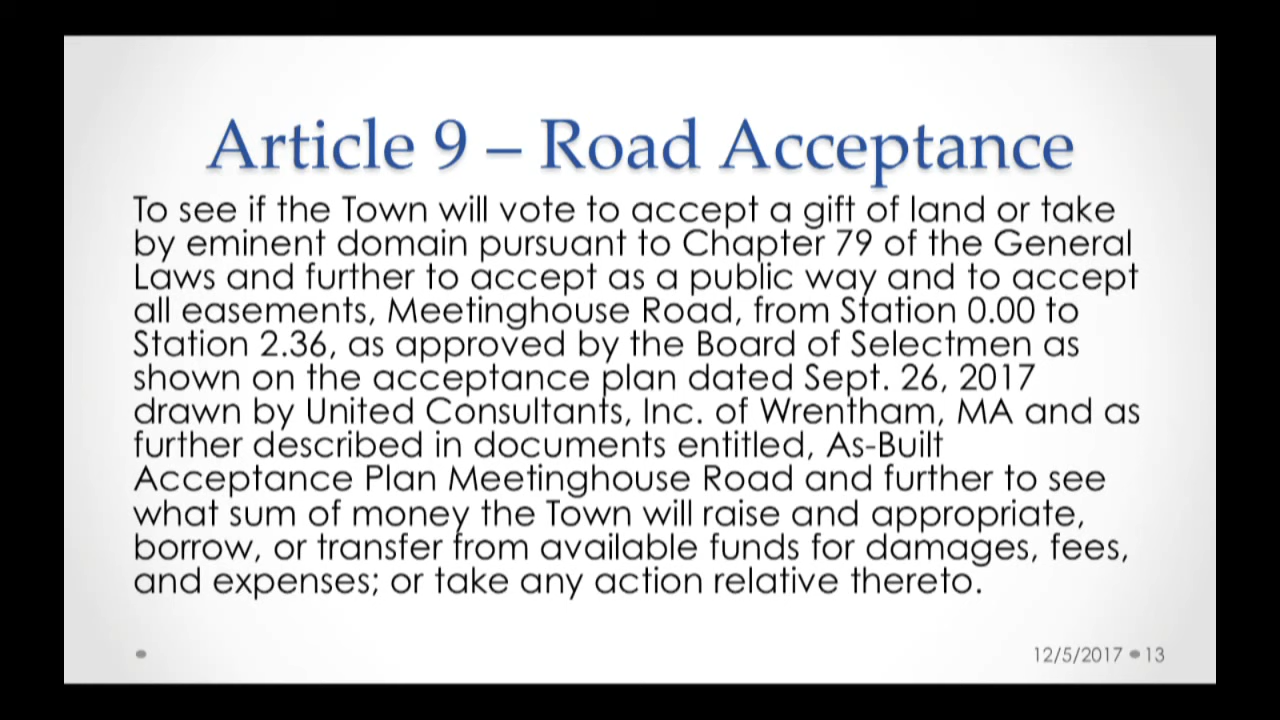 Article 9 – Road Acceptance
To see if the Town will vote to accept a gift of land or take
by eminent domain pursuant to Chapter 79 of the General
Laws and further to accept as a public way and to accept
all easements, Meetinghouse Road, from Station 0.00 to
Station 2.36, as approved by the Board of Selectmen as
shown on the acceptance plan dated Sept. 26, 2017
drawn by United Consultants, Inc. of Wrentham, MA and as
further described in documents entitled, As-Built
Acceptance Plan Meetinghouse Road and further to see
what sum of money the Town will raise and appropriate,
borrow, or transfer from available funds for damages, fees,
and expenses; or take any action relative thereto.
12/5/2017 • 13